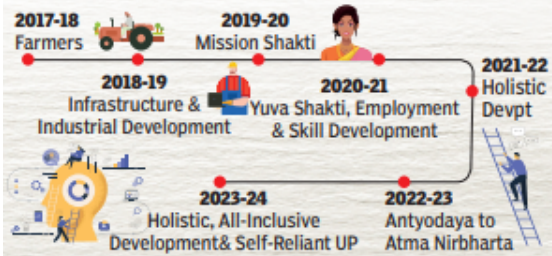 2017-18
Farmers
2018-19
Infrastructure &
Industrial Development
2019-20
Mission Shakti
2020-21
Yuva Shakti, Employment
& Skill Development
2021-22
Holistic
Devpt
2022-23
Antyodaya to
Atma Nirbharta
2023-24
Holistic, All-Inclusive
Development& Self-Reliant UP